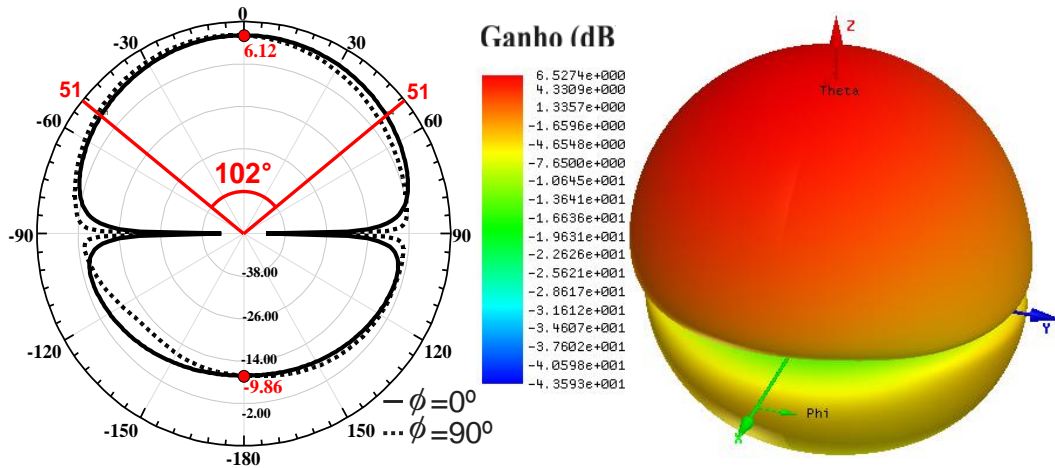 0
-30
30
6.12
51
51
-60
60
102°
-90
90
-38.00
-26.00
-120
120
-14.00
-9.86
-2.00
-150
150
-180
ϕ=0º
ϕ=90º
Ganho (dB
6.5274e+000
4.3309e+000
1.3357e+000
-1.6596e+000
-4.6548e+000
-7.6500e+000
-1.0645e+001
-1.3641e+001
-1.6636e+001
-1.9631e+001
-2.2626e+001
-2.5621e+001
-2.8617e+001
-3.1612e+001
-3.4607e+001
-3.7602e+001
-4.0598e+001
-4.3593e+001
Z
Theta
Y
Phi
X